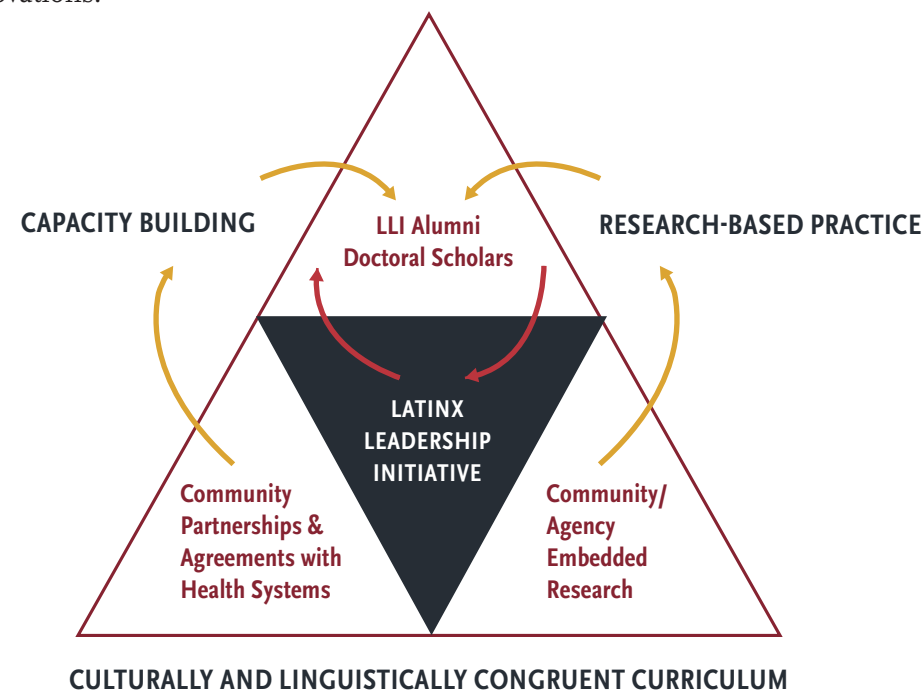 CAPACITY BUILDING
RESEARCH-BASED PRACTICE
LLI Alumni
Doctoral Scholars
LATINX
LEADERSHIP
INITIATIVE
Community
Partnerships &
Agreements with
Health Systems
Community/
Agency
Embedded
Research
CULTURALLY AND LINGUISTICALLY CONGRUENT CURRICULUM